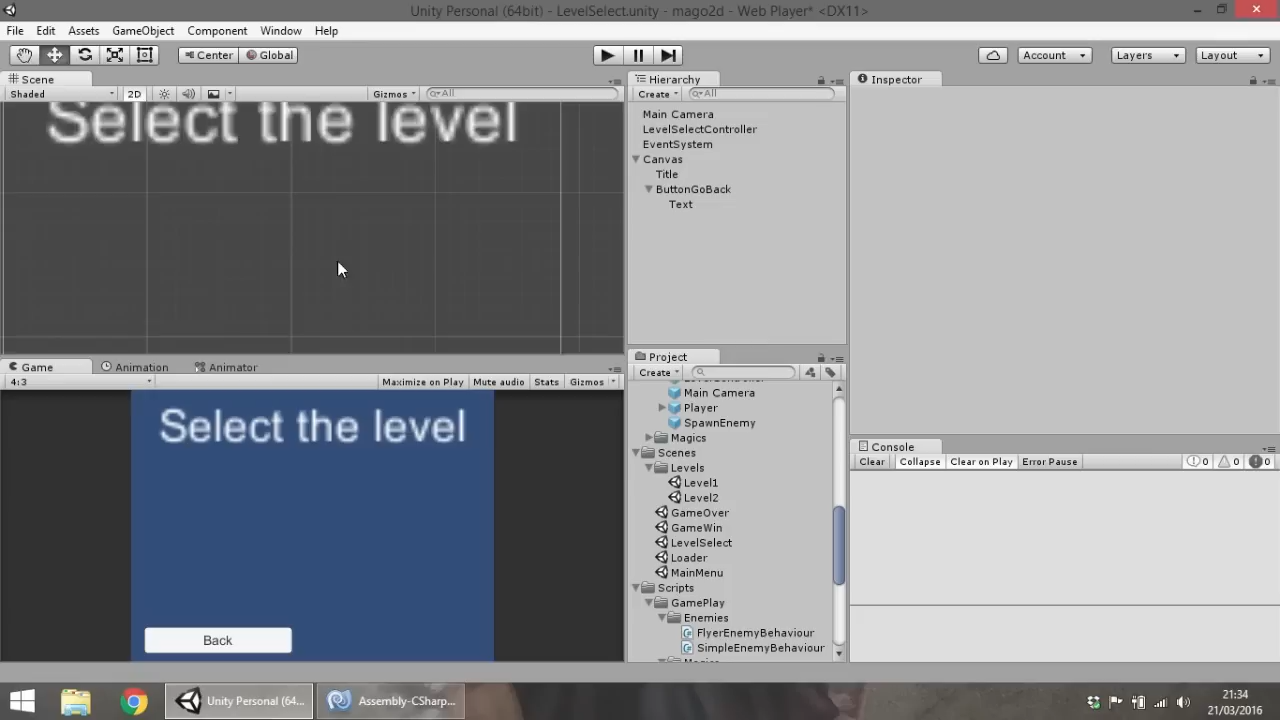 Unity Personal (64bit) - LevelSelect.unity - mago2d - Web Player* <DX11>
File Edit Assets GameObject Component Window Help
Center Global Account Layers Layout
Scene
Shaded 2D Gizmos All
Select the level
Hierarchy
Create All
Main Camera
LevelSelectController
EventSystem
Canvas
Title
ButtonGoBack
Text
Inspector
Game Animation Animator
4:3 Maximize on Play Mute audio Stats Gizmos
Select the level
Back
Project
Create
Main Camera
Player
SpawnEnemy
Magics
Scenes
Levels
Level1
Level2
GameOver
GameWin
LevelSelect
Loader
MainMenu
Scripts
GamePlay
Enemies
FlyerEnemyBehaviour
SimpleEnemyBehaviour
Console
Clear Collapse Clear on Play Error Pause 0 0 0
Unity Personal (64... Assembly-CSharp...
21:34
21/03/2016